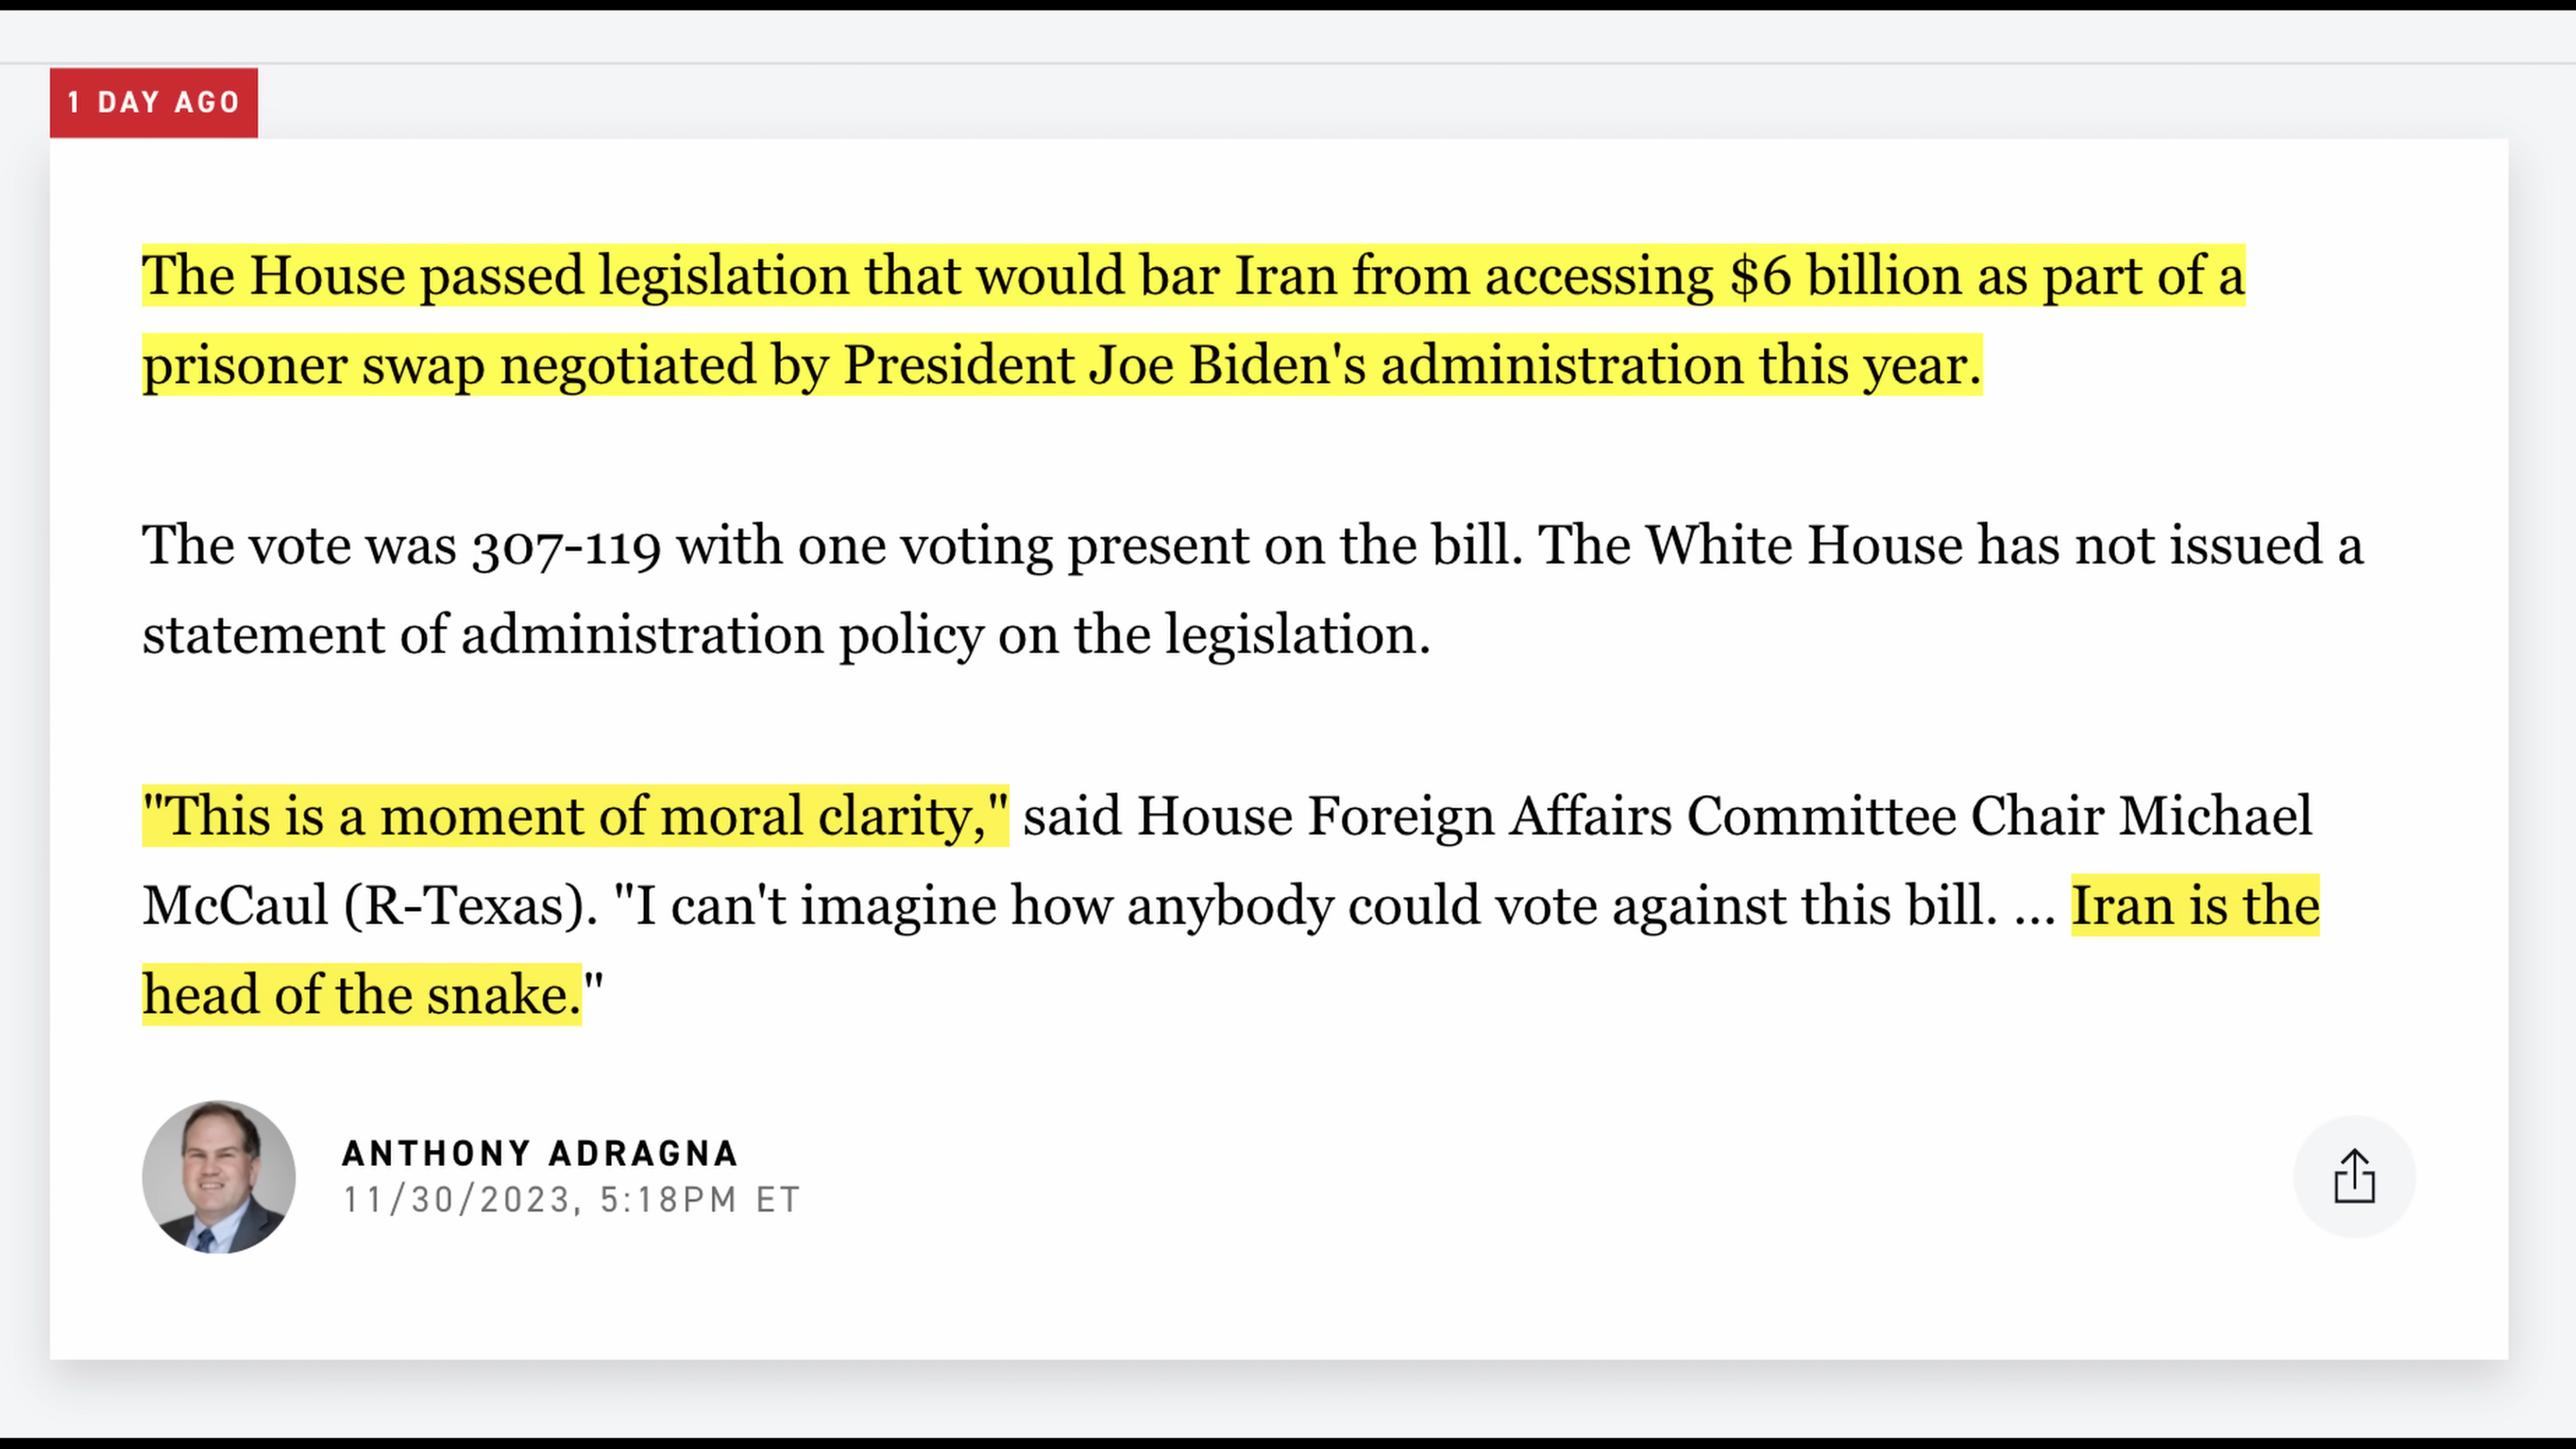 1 DAY AGO
The House passed legislation that would bar Iran from accessing $6 billion as part of a
prisoner swap negotiated by President Joe Biden's administration this year.
The vote was 307-119 with one voting present on the bill. The White House has not issued a
statement of administration policy on the legislation.
"This is a moment of moral clarity," said House Foreign Affairs Committee Chair Michael
McCaul (R-Texas). "I can't imagine how anybody could vote against this bill. ... Iran is the
head of the snake."
ANTHONY ADRAGNA
11/30/2023, 5:18PM ET